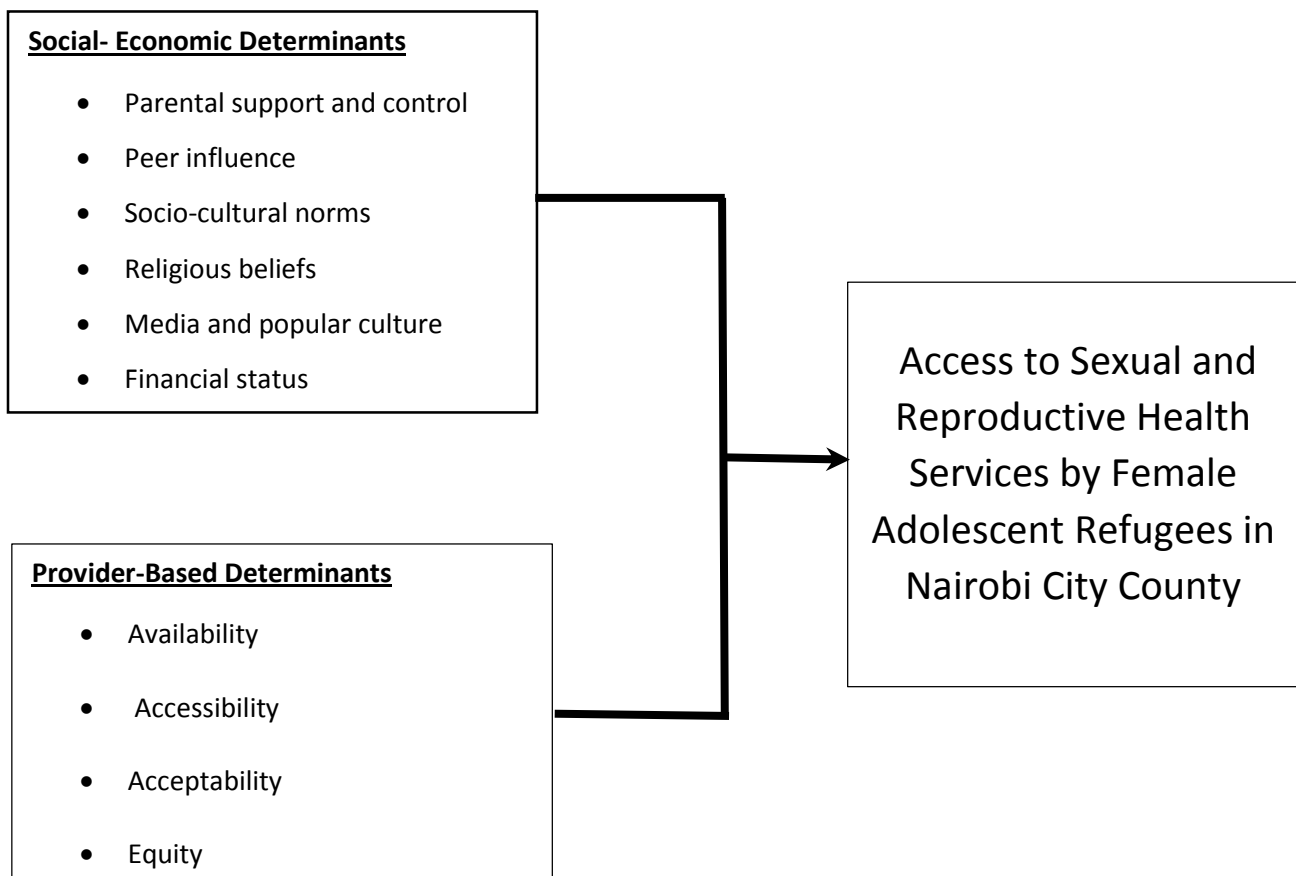 Social- Economic Determinants
• Parental support and control
• Peer influence
• Socio-cultural norms
• Religious beliefs
• Media and popular culture
• Financial status
Provider-Based Determinants
• Availability
• Accessibility
• Acceptability
• Equity
Access to Sexual and
Reproductive Health
Services by Female
Adolescent Refugees in
Nairobi City County